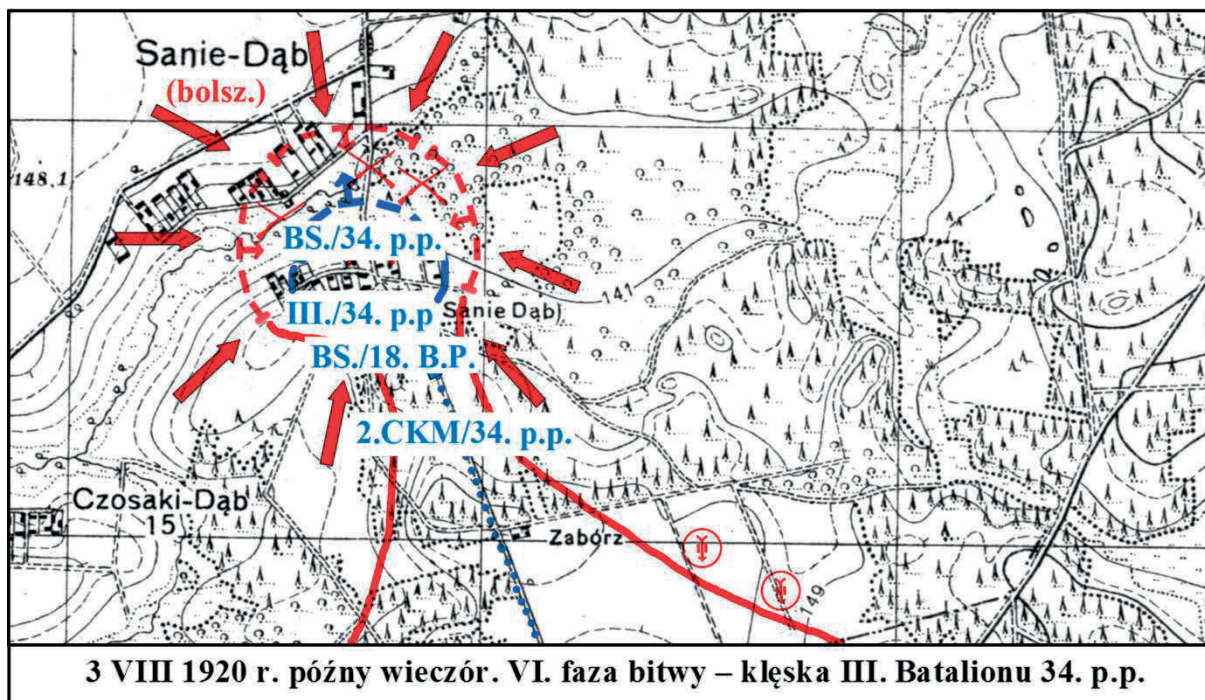 Sanie-Dąb
(bolsz.)
148,1
BS./34. p.p.
141
III./34. p.p
Sanie Dąb
BS./18. B.P.
2.CKM/34. p.p.
Czosaki-Dąb
15
Zabórz
149
3 VIII 1920 r. późny wieczór. VI. faza bitwy – klęska III. Batalionu 34. p.p.